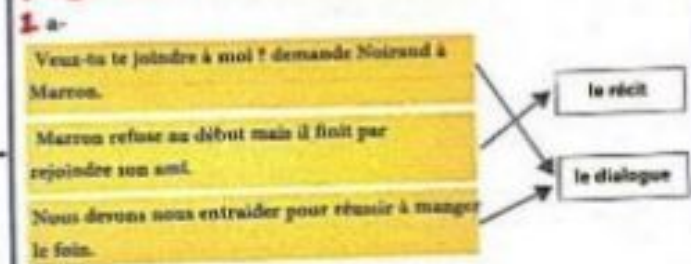 1 a-
Veux-tu te joindre à moi ? demande Noiraud à
Marron.
le récit
Marron refuse au début mais il finit par
rejoindre son ami.
le dialogue
Nous devons nous entraider pour réussir à manger
le foin.